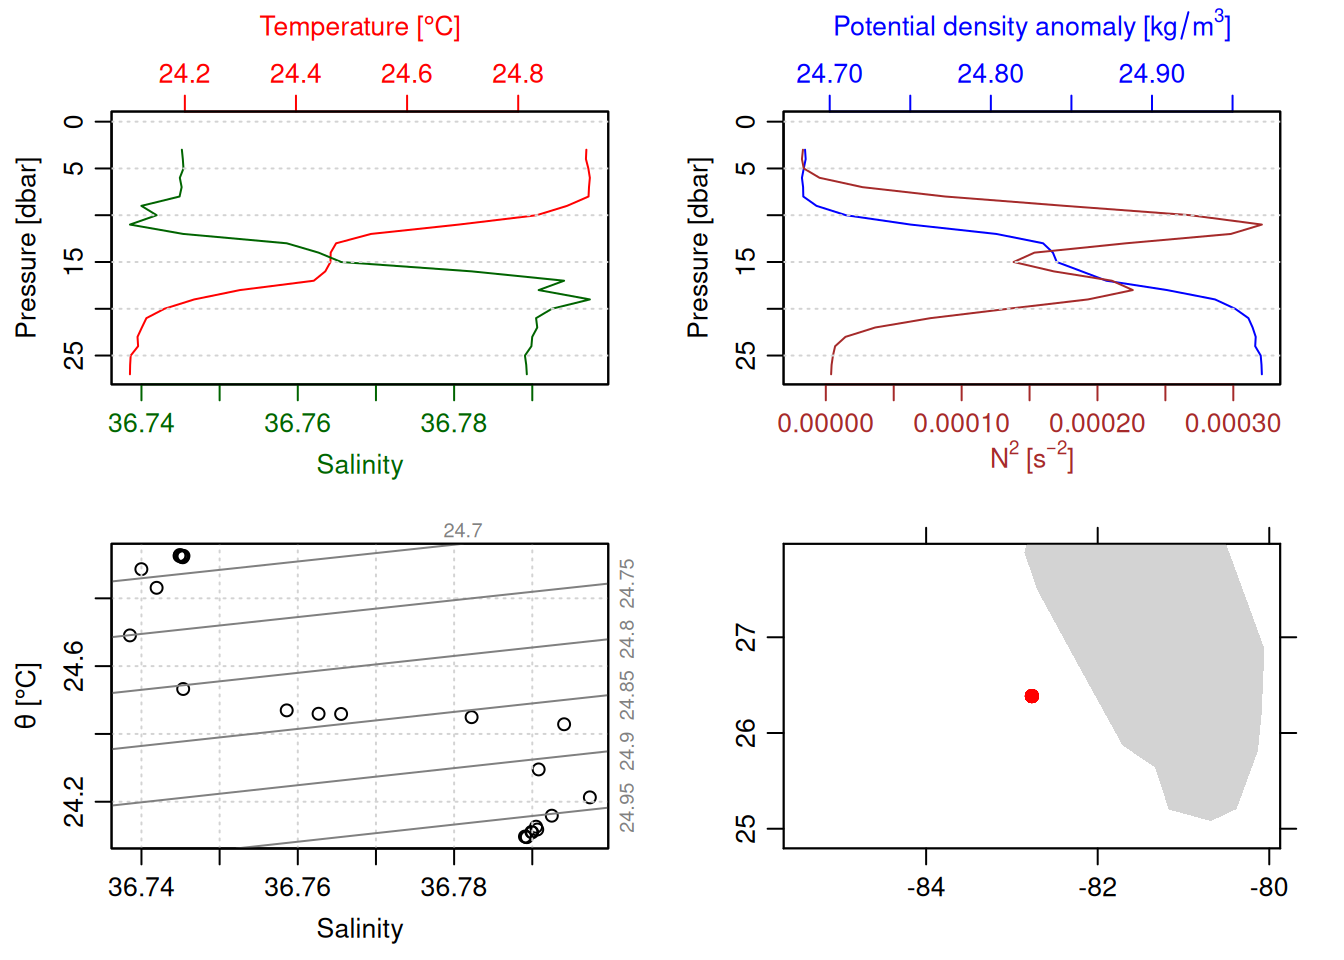 Temperature [°C]
24.2 24.4 24.6 24.8
Pressure [dbar]
0
5
15
25
36.74 36.76 36.78
Salinity
Potential density anomaly [kg/m³]
24.70 24.80 24.90
Pressure [dbar]
0
5
15
25
0.00000 0.00010 0.00020 0.00030
N² [s⁻²]
24.7
24.75
24.8
24.85
24.9
24.95
θ [°C]
24.6
24.2
36.74 36.76 36.78
Salinity
27
26
25
-84 -82 -80